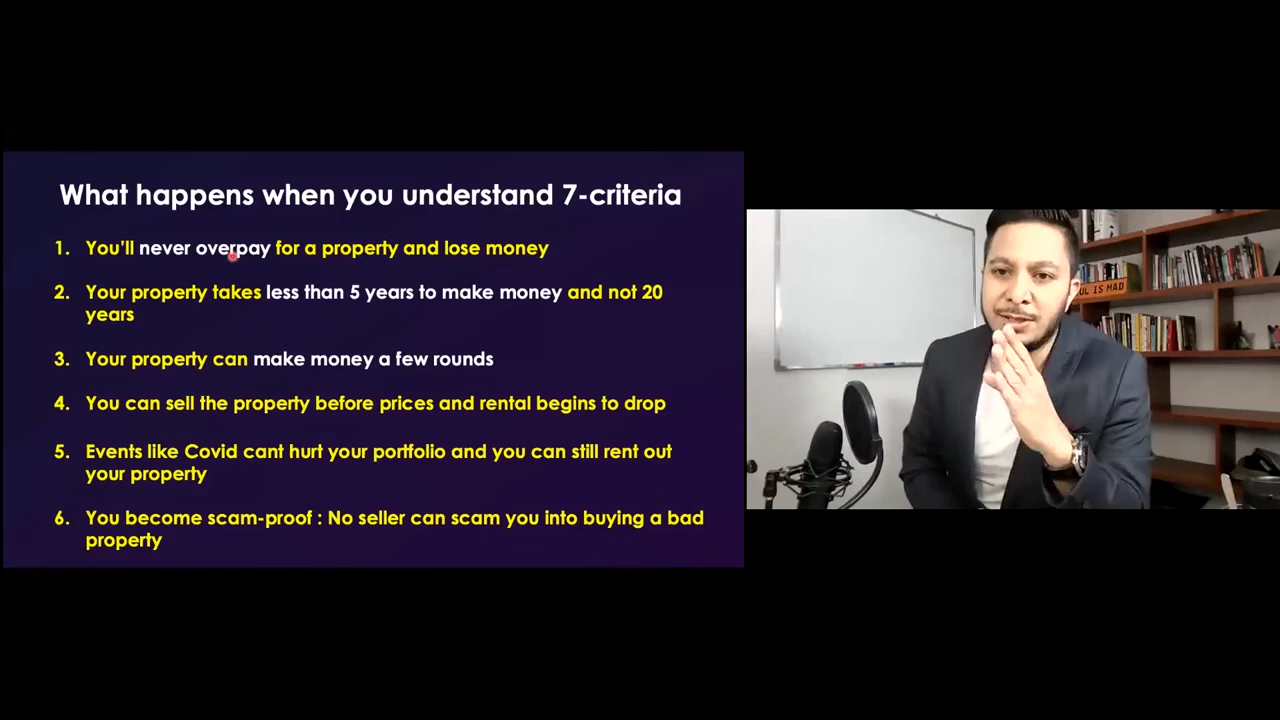 What happens when you understand 7-criteria
1. You'll never overpay for a property and lose money
2. Your property takes less than 5 years to make money and not 20
years
3. Your property can make money a few rounds
4. You can sell the property before prices and rental begins to drop
5. Events like Covid cant hurt your portfolio and you can still rent out
your property
6. You become scam-proof : No seller can scam you into buying a bad
property
UL IS MAD